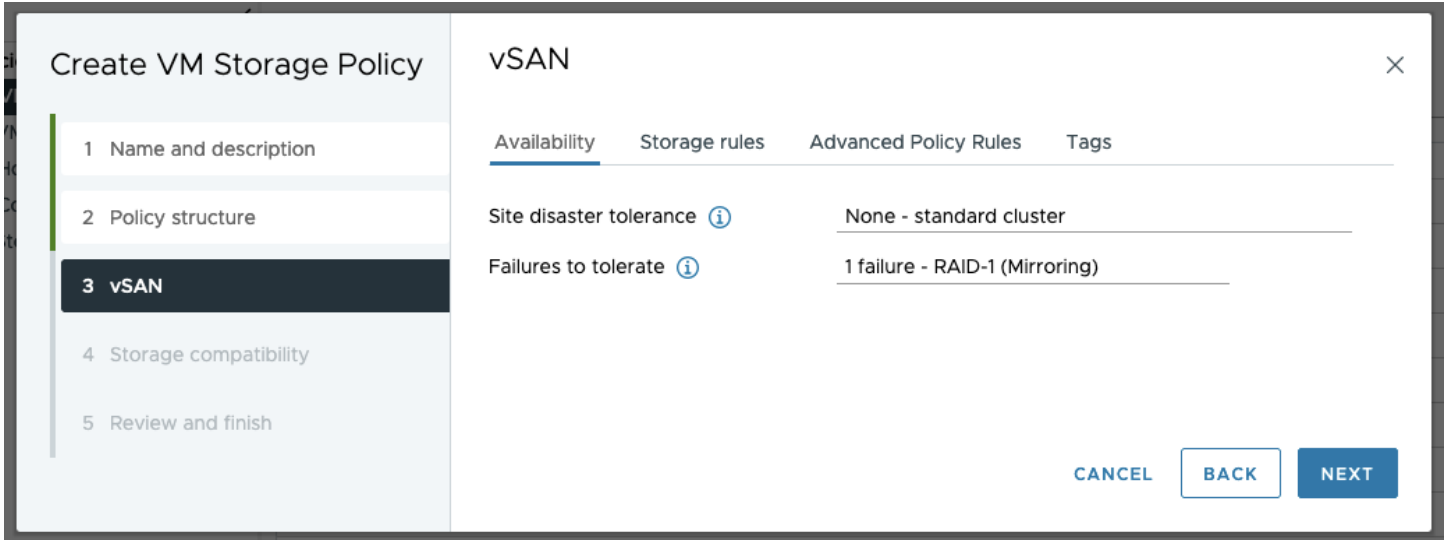 Create VM Storage Policy
1 Name and description
2 Policy structure
3 vSAN
4 Storage compatibility
5 Review and finish
vSAN
Availability Storage rules Advanced Policy Rules Tags
Site disaster tolerance None - standard cluster
Failures to tolerate 1 failure - RAID-1 (Mirroring)
CANCEL BACK NEXT